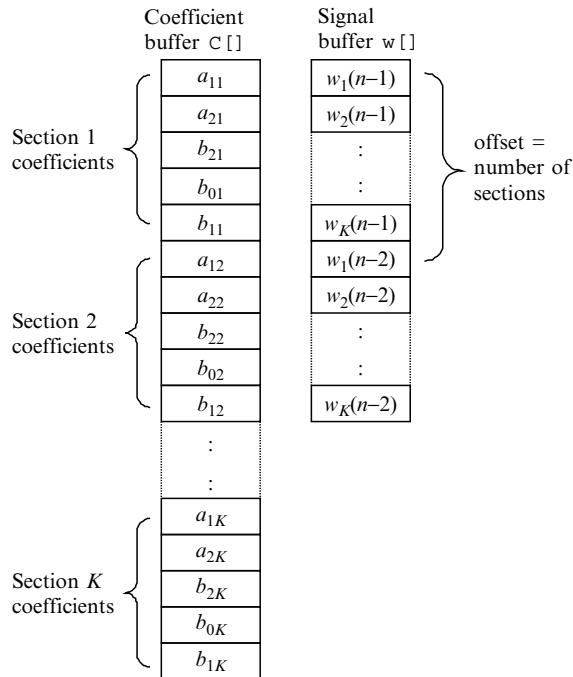 Coefficient
buffer C[]
Signal
buffer w[]
Section 1
coefficients
a₁₁
a₂₁
b₂₁
b₀₁
b₁₁
Section 2
coefficients
a₁₂
a₂₂
b₂₂
b₀₂
b₁₂
:
:
Section K
coefficients
a₁K
a₂K
b₂K
b₀K
b₁K
w₁(n–1)
w₂(n–1)
:
:
wK(n–1)
w₁(n–2)
w₂(n–2)
:
:
wK(n–2)
offset =
number of
sections